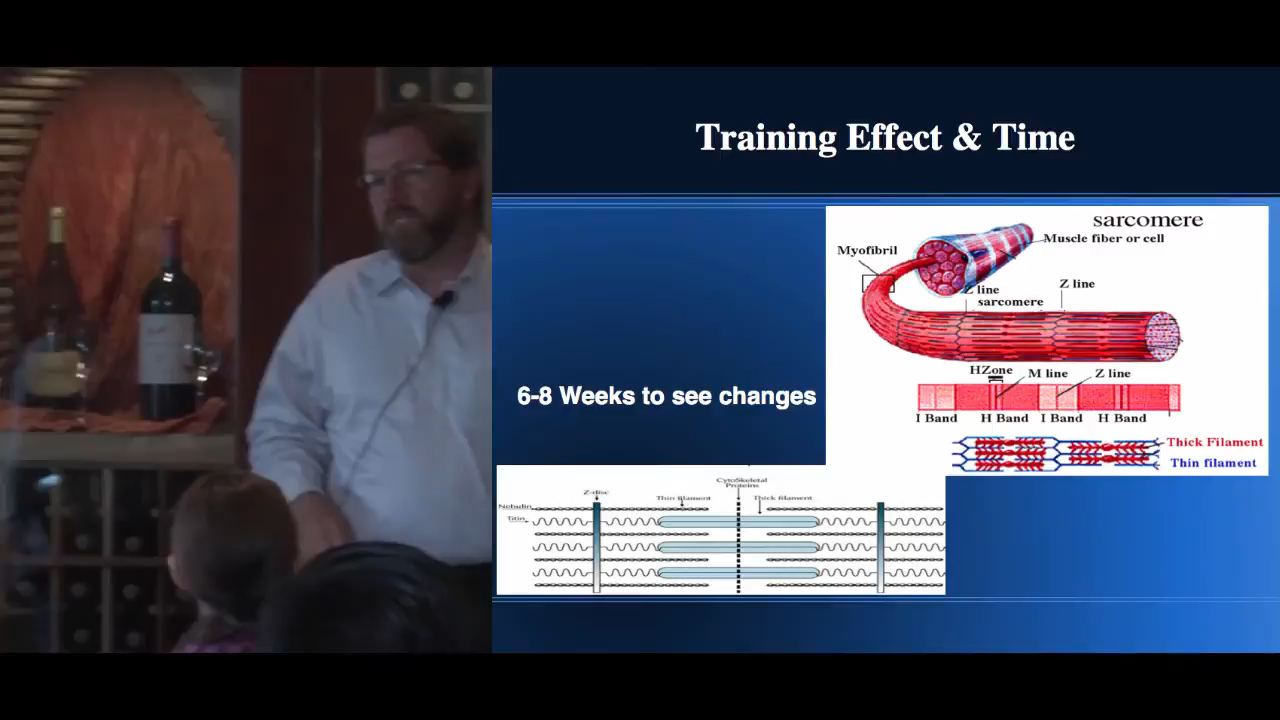 Training Effect & Time
sarcomere
Muscle fiber or cell
Myofibril
Z line
Z line
sarcomere
6-8 Weeks to see changes
HZone
M line
Z line
I Band
H Band
I Band
H Band
Thick Filament
Thin filament
CytoSkeletal
Proteins
Z-disc
Thin filament
Thick filament
Nebulin
Titin